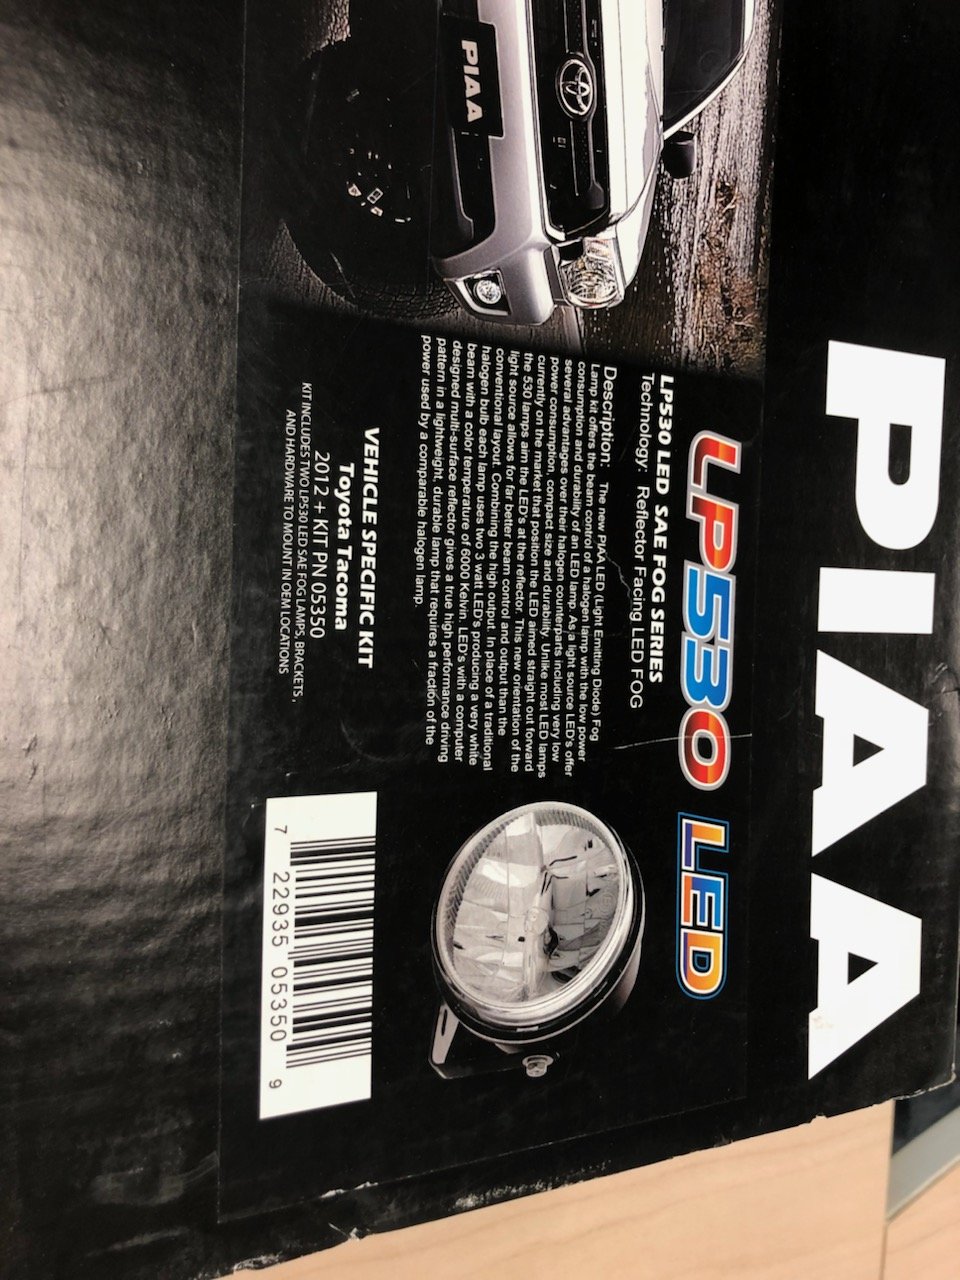 PIAA
PIAA
LP530 LED
LP530 LED SAE FOG SERIES
Technology: Reflector Facing LED FOG
Description: The new PIAA LED (Light Emitting Diode) Fog
Lamp kit offers the beam control of a halogen lamp with the low power
consumption and durability of an LED lamp. As a light source LED's offer
several advantages over their halogen counterparts including very low
power consumption, compact size and durability. Unlike most LED lamps
currently on the market that position the LED aimed straight out forward
the 530 lamps aim the LED's at the reflector. This new orientation of the
light source allows for far better beam control and output than the
conventional layout. Combining the high output. In place of a traditional
halogen bulb each lamp uses two 3 watt LED's producing a very white
beam with a color temperature of 6000 Kelvin. LED's with a computer
designed multi-surface reflector gives a true high performance driving
pattern in a lightweight, durable lamp that requires a fraction of the
power used by a comparable halogen lamp.
VEHICLE SPECIFIC KIT
Toyota Tacoma
2012 + KIT PN 05350
KIT INCLUDES TWO LP530 LED SAE FOG LAMPS, BRACKETS,
AND HARDWARE TO MOUNT IN OEM LOCATIONS
7 22935 05350 9